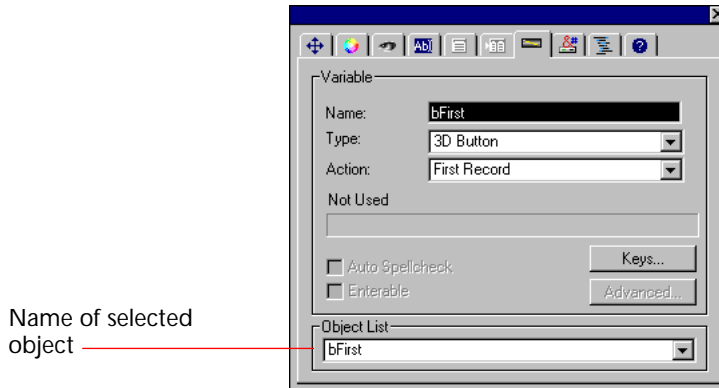 Variable
Name: bFirst
Type: 3D Button
Action: First Record
Not Used
Auto Spellcheck
Keys...
Enterable
Advanced...
Name of selected
object
Object List
bFirst